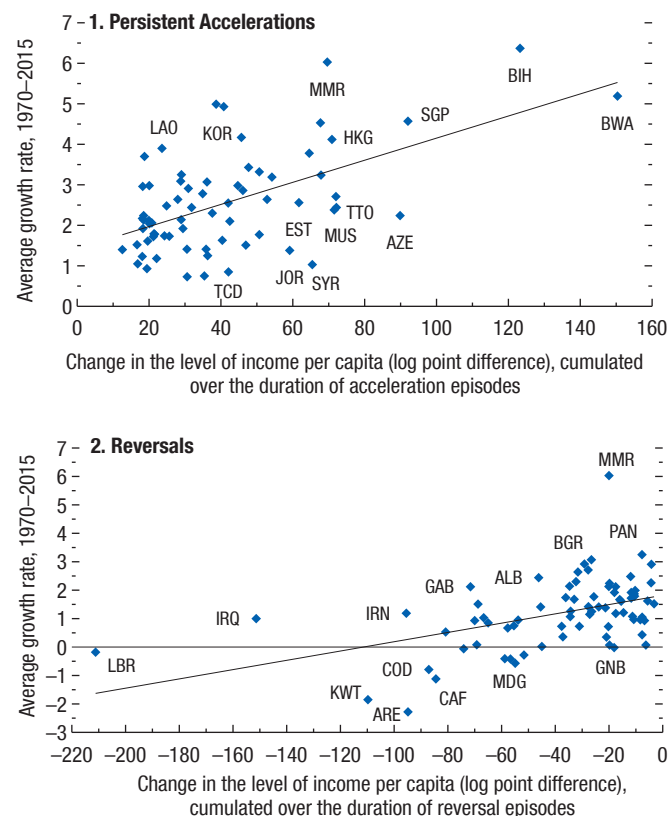 1. Persistent Accelerations
Average growth rate, 1970–2015
7
6
5
4
3
2
1
0
BIH
MMR
SGP
BWA
LAO
KOR
HKG
TTO
EST
MUS
AZE
JOR
SYR
TCD
0 20 40 60 80 100 120 140 160
Change in the level of income per capita (log point difference), cumulated
over the duration of acceleration episodes
2. Reversals
Average growth rate, 1970–2015
7
6
5
4
3
2
1
0
–1
–2
–3
MMR
PAN
BGR
ALB
GAB
IRN
IRQ
LBR
COD
MDG
GNB
KWT
CAF
ARE
–220 –200 –180 –160 –140 –120 –100 –80 –60 –40 –20 0
Change in the level of income per capita (log point difference),
cumulated over the duration of reversal episodes